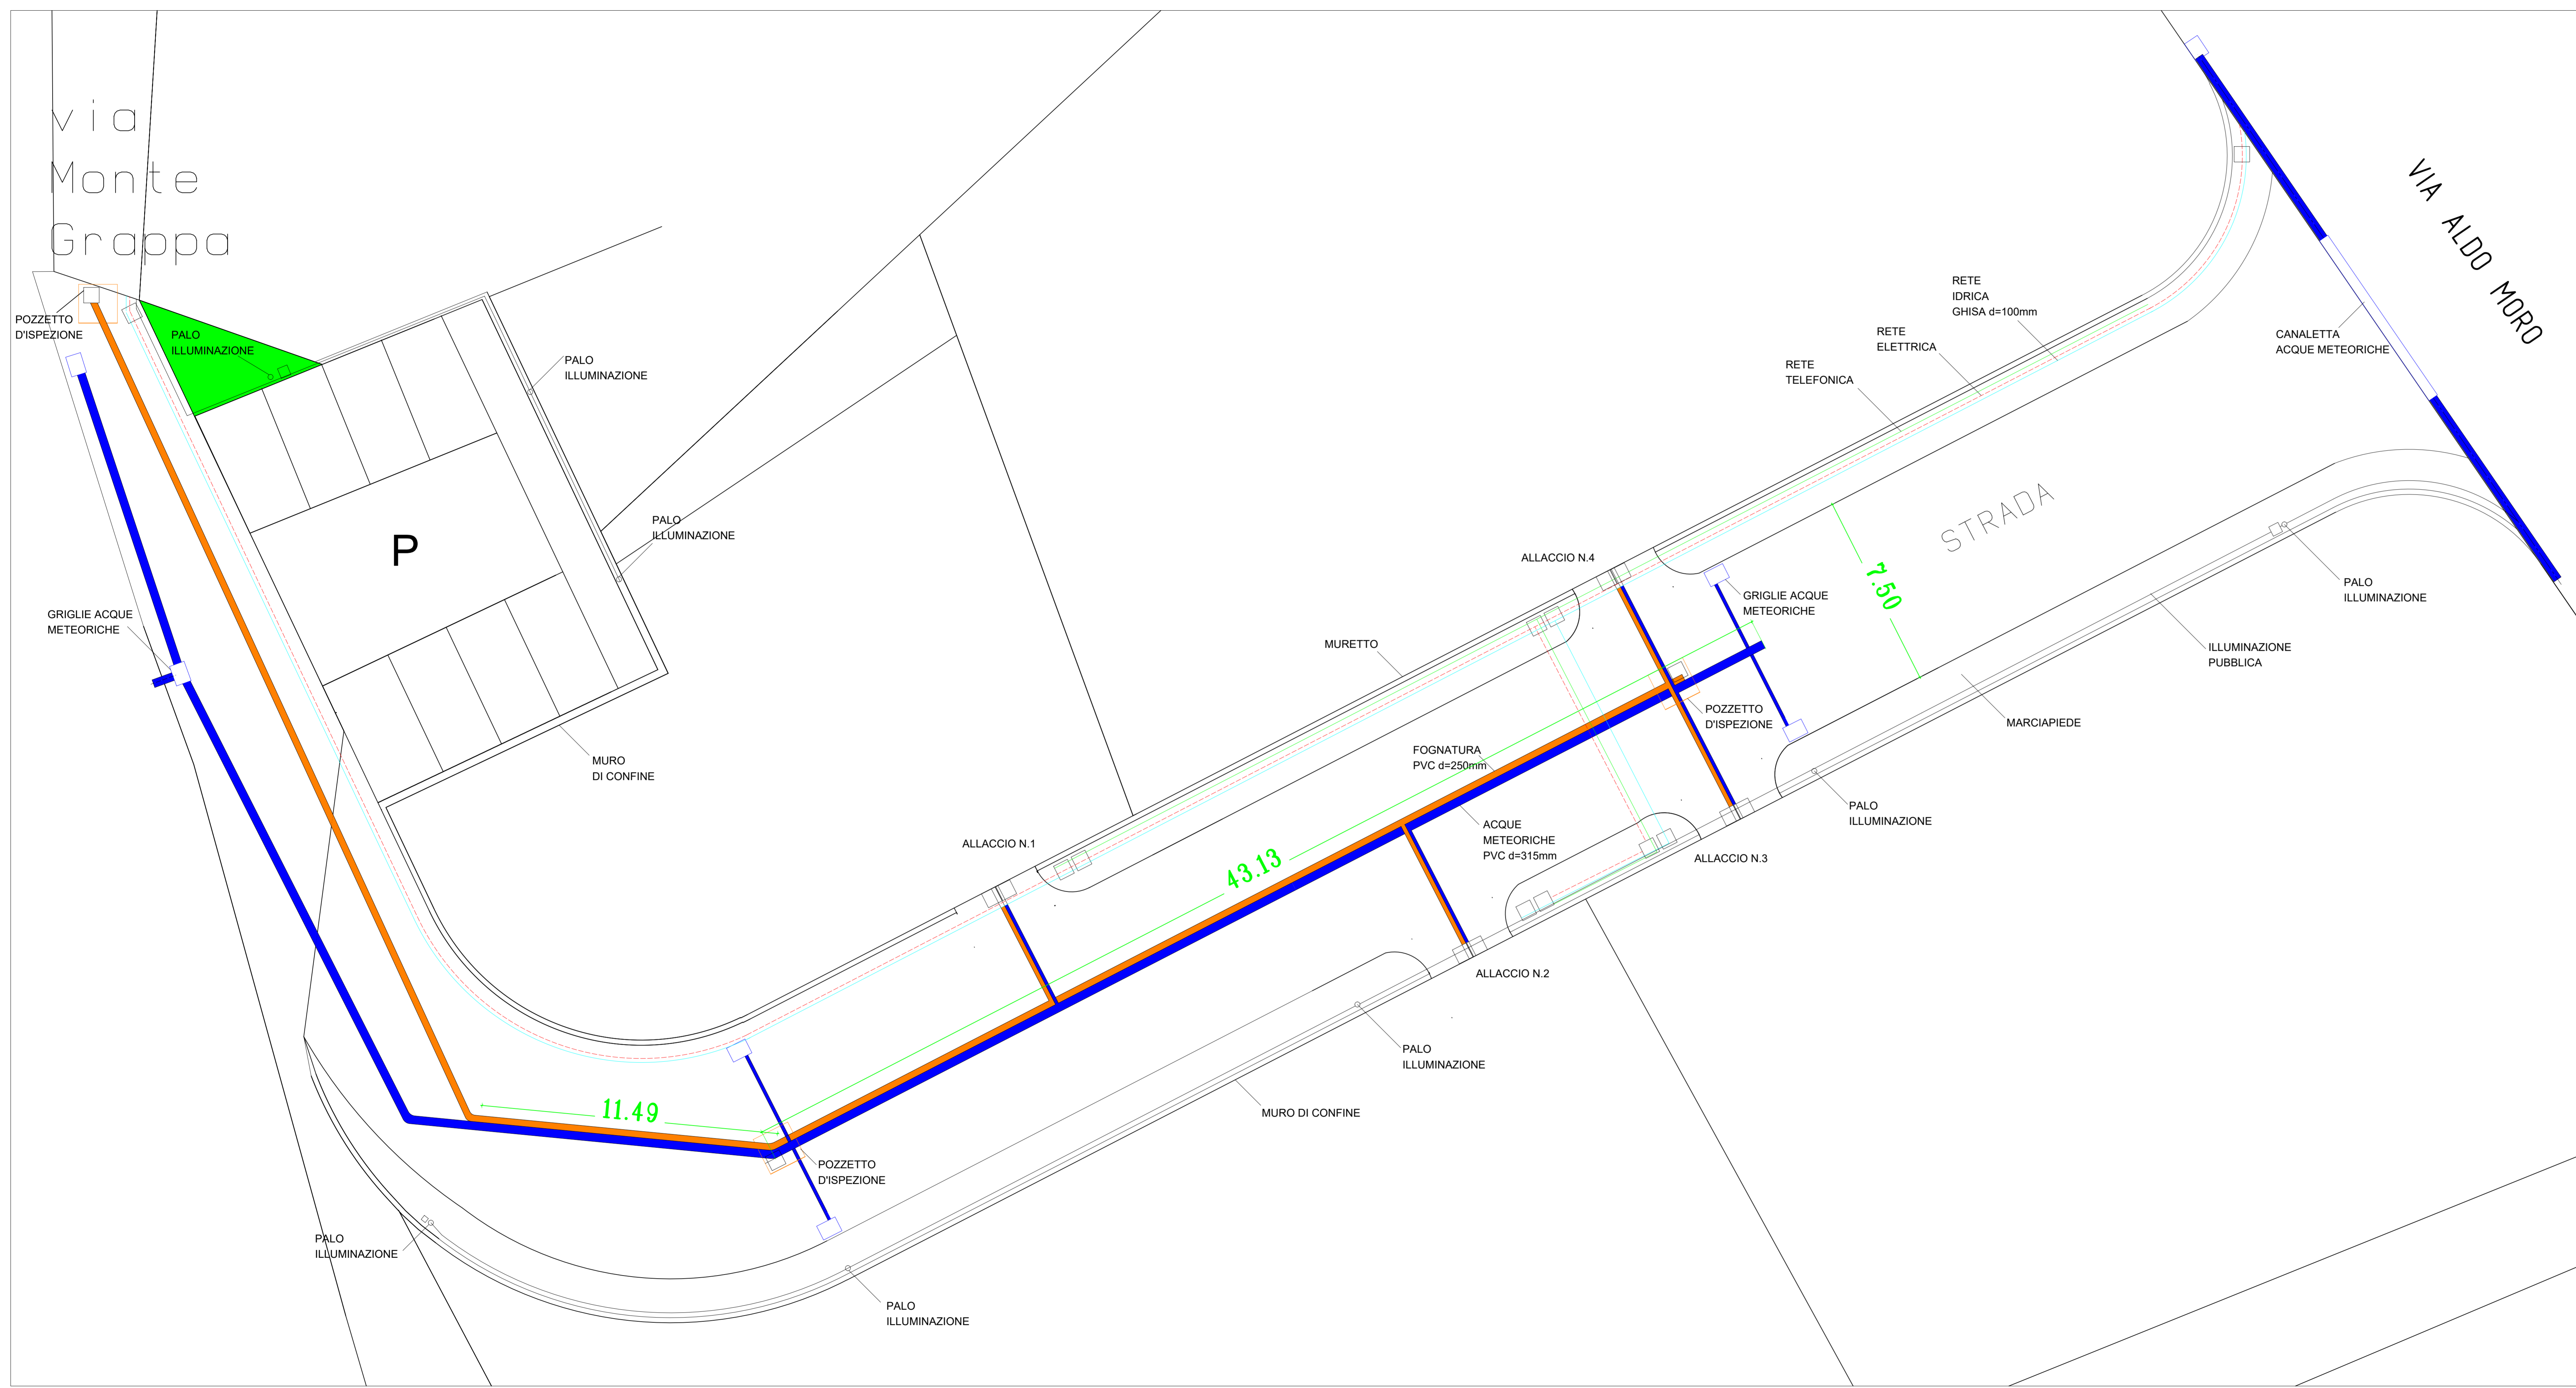 via
Monte
Grappa
POZZETTO
D'ISPEZIONE
PALO
ILLUMINAZIONE
PALO
ILLUMINAZIONE
PALO
ILLUMINAZIONE
P
GRIGLIE ACQUE
METEORICHE
MURO
DI CONFINE
VIA ALDO MORO
CANALETTA
ACQUE METEORICHE
RETE
IDRICA
GHISA d=100mm
RETE
ELETTRICA
RETE
TELEFONICA
STRADA
7.50
ALLACCIO N.4
GRIGLIE ACQUE
METEORICHE
PALO
ILLUMINAZIONE
ILLUMINAZIONE
PUBBLICA
MURETTO
POZZETTO
D'ISPEZIONE
MARCIAPIEDE
FOGNATURA
PVC d=250mm
PALO
ILLUMINAZIONE
ACQUE
METEORICHE
PVC d=315mm
ALLACCIO N.1
43.13
ALLACCIO N.3
ALLACCIO N.2
PALO
ILLUMINAZIONE
11.49
MURO DI CONFINE
POZZETTO
D'ISPEZIONE
PALO
ILLUMINAZIONE
PALO
ILLUMINAZIONE